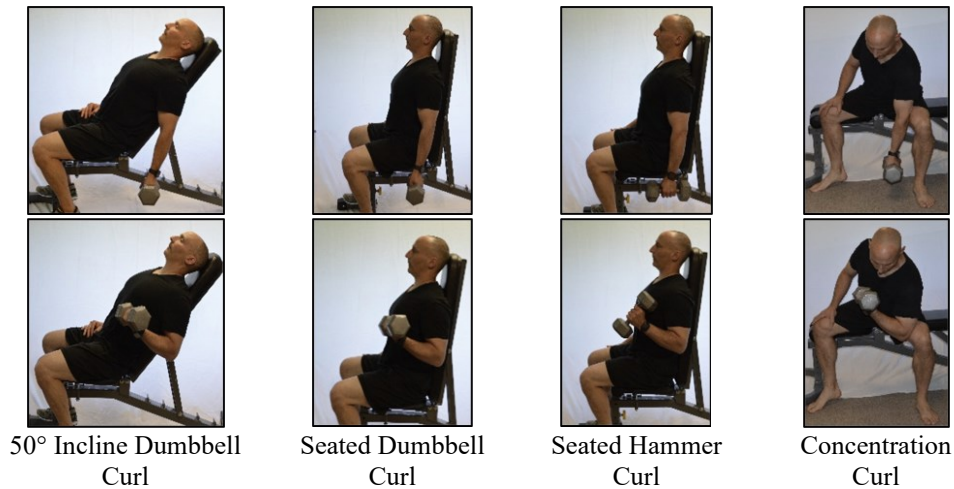 50° Incline Dumbbell
Curl
Seated Dumbbell
Curl
Seated Hammer
Curl
Concentration
Curl